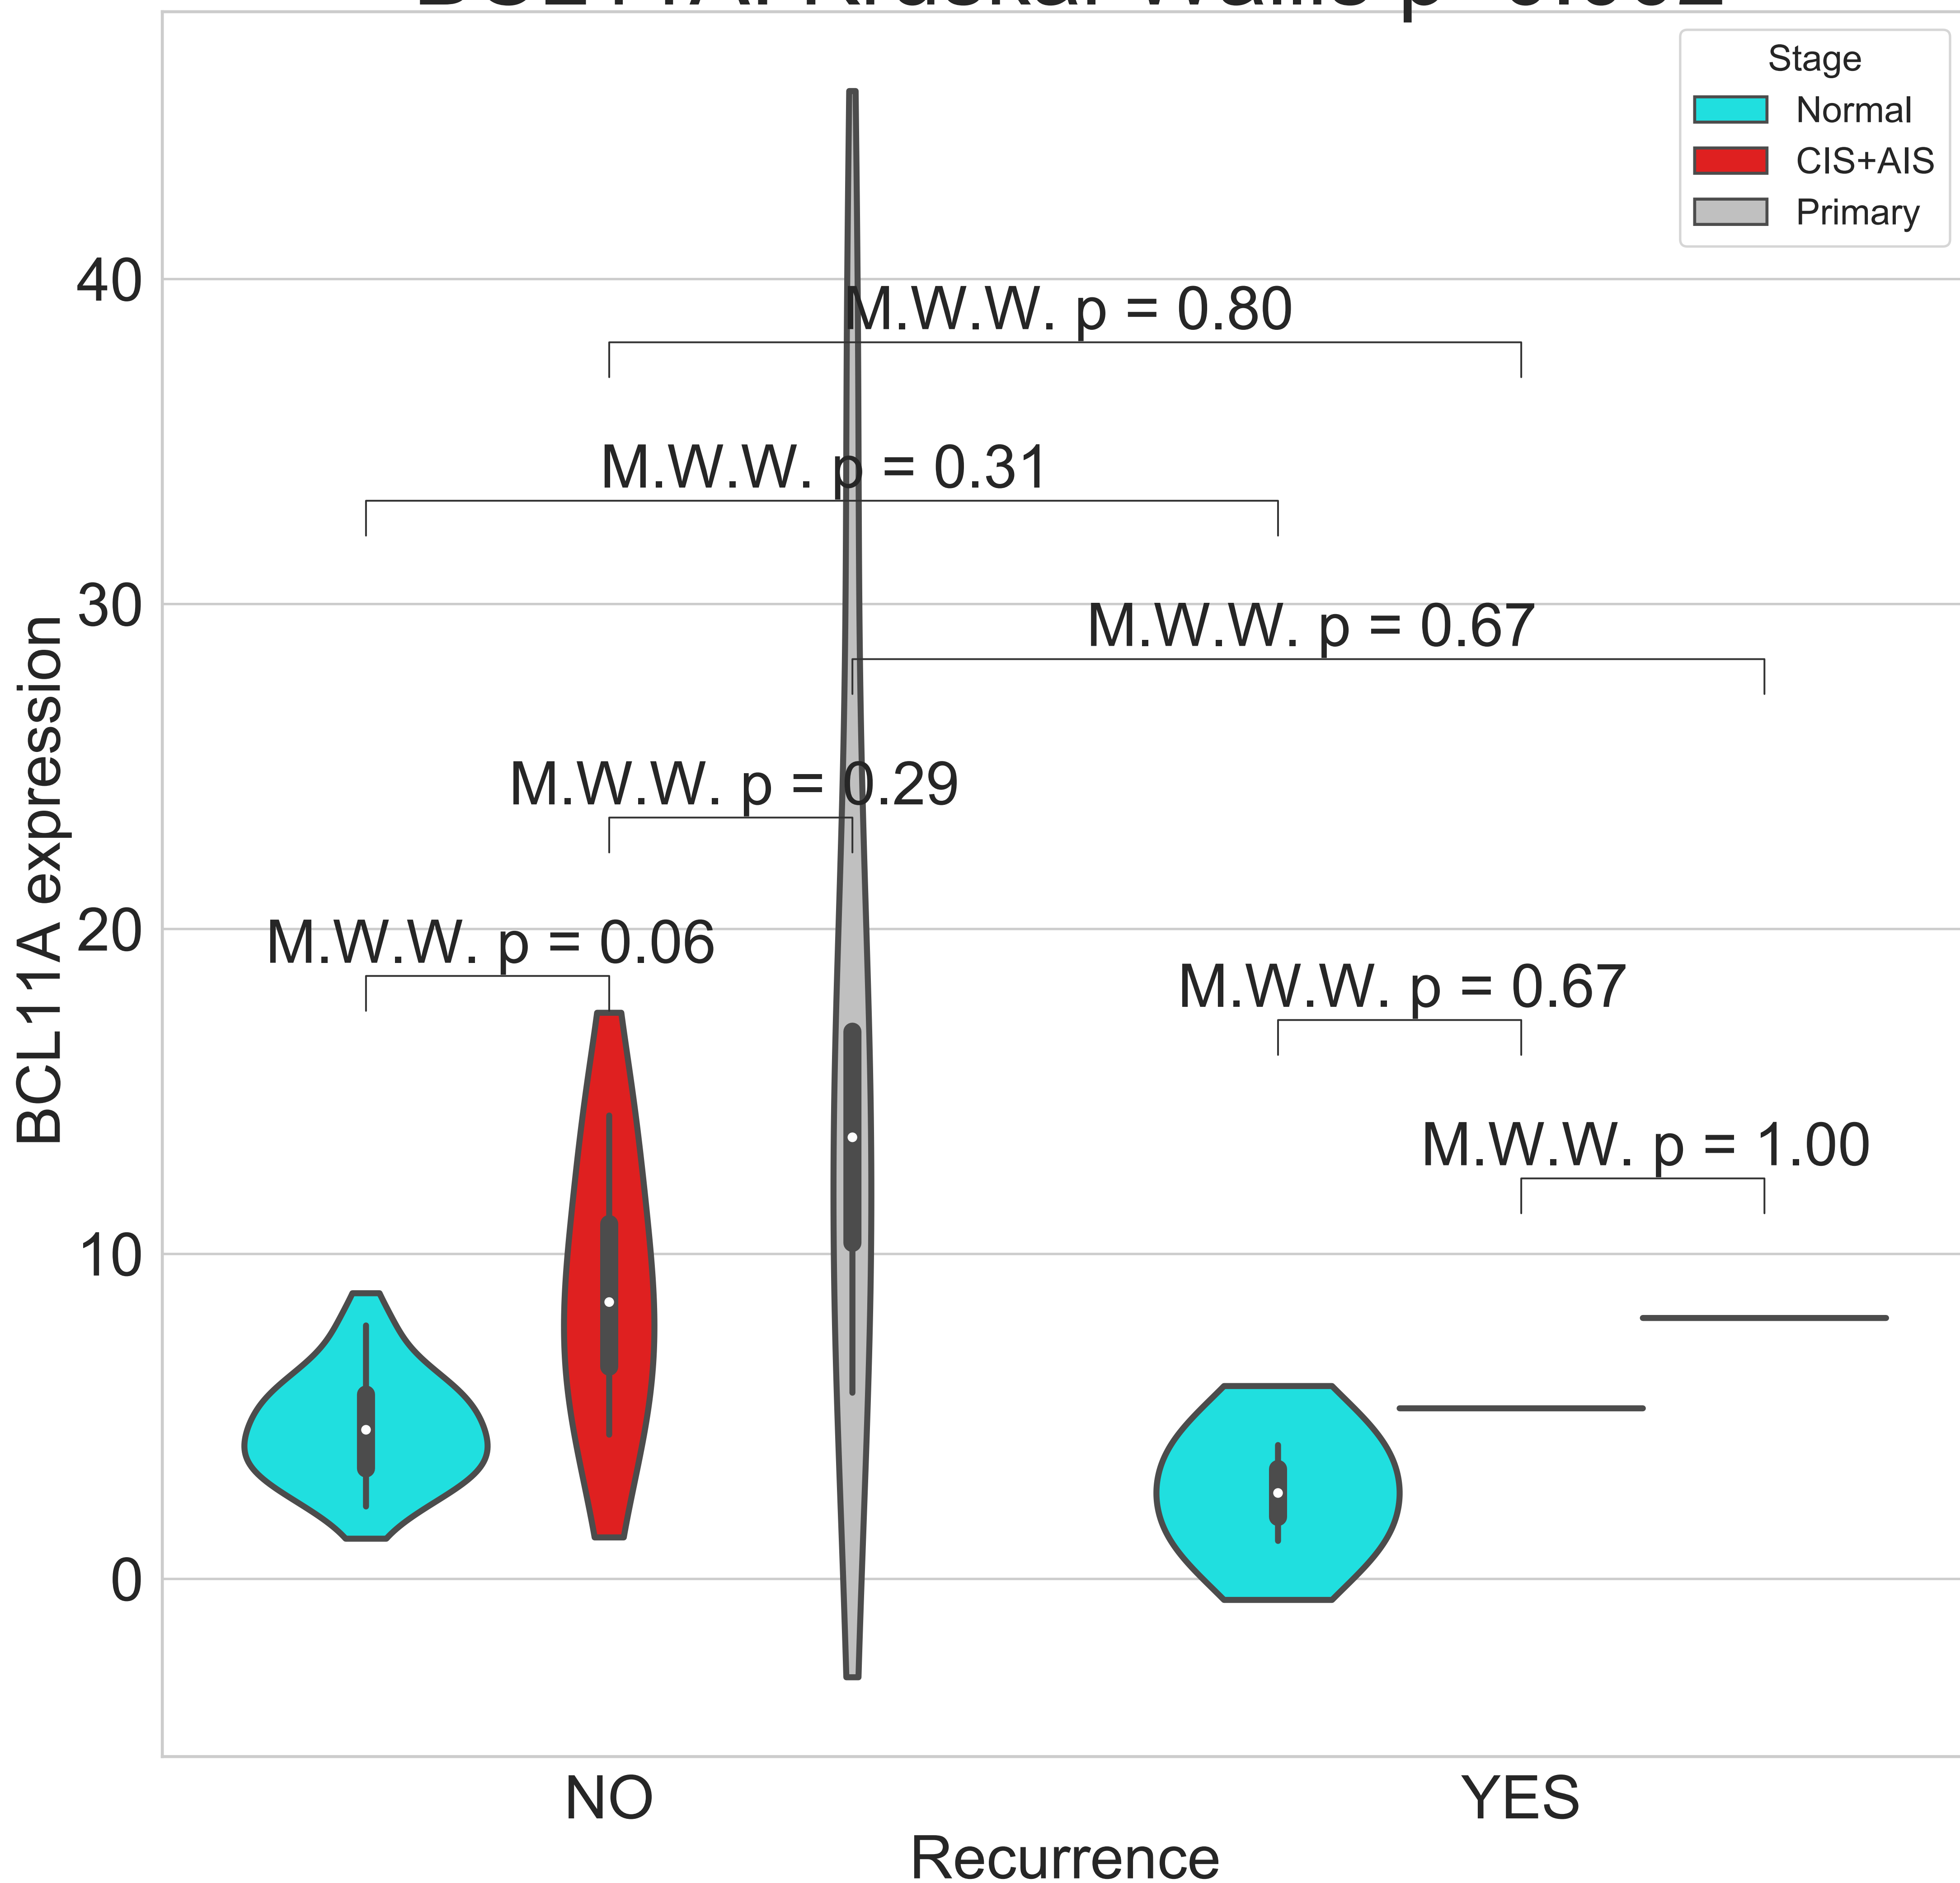 Stage
Normal
CIS+AIS
Primary
40
30
20
10
0
BCL11A expression
M.W.W. p = 0.80
M.W.W. p = 0.31
M.W.W. p = 0.67
M.W.W. p = 0.29
M.W.W. p = 0.06
M.W.W. p = 0.67
M.W.W. p = 1.00
NO
YES
Recurrence